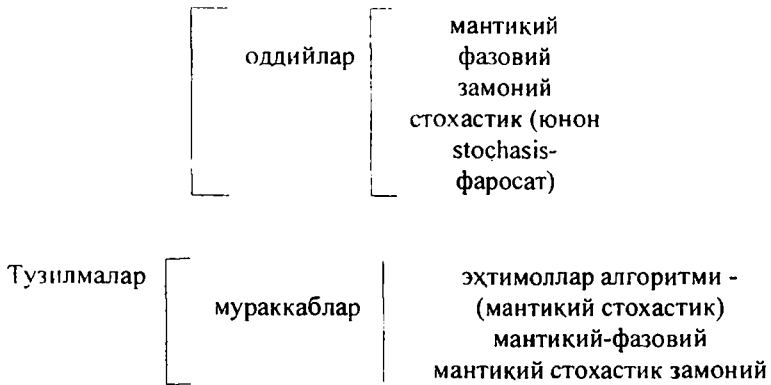 мантиқий
оддийлар фазовий
замоний
стохастик (юнон
stochasis-
фаросат)
Тузилмалар эҳтимоллар алгоритми -
мураккаблар (мантиқий стохастик)
мантиқий-фазовий
мантиқий стохастик замоний